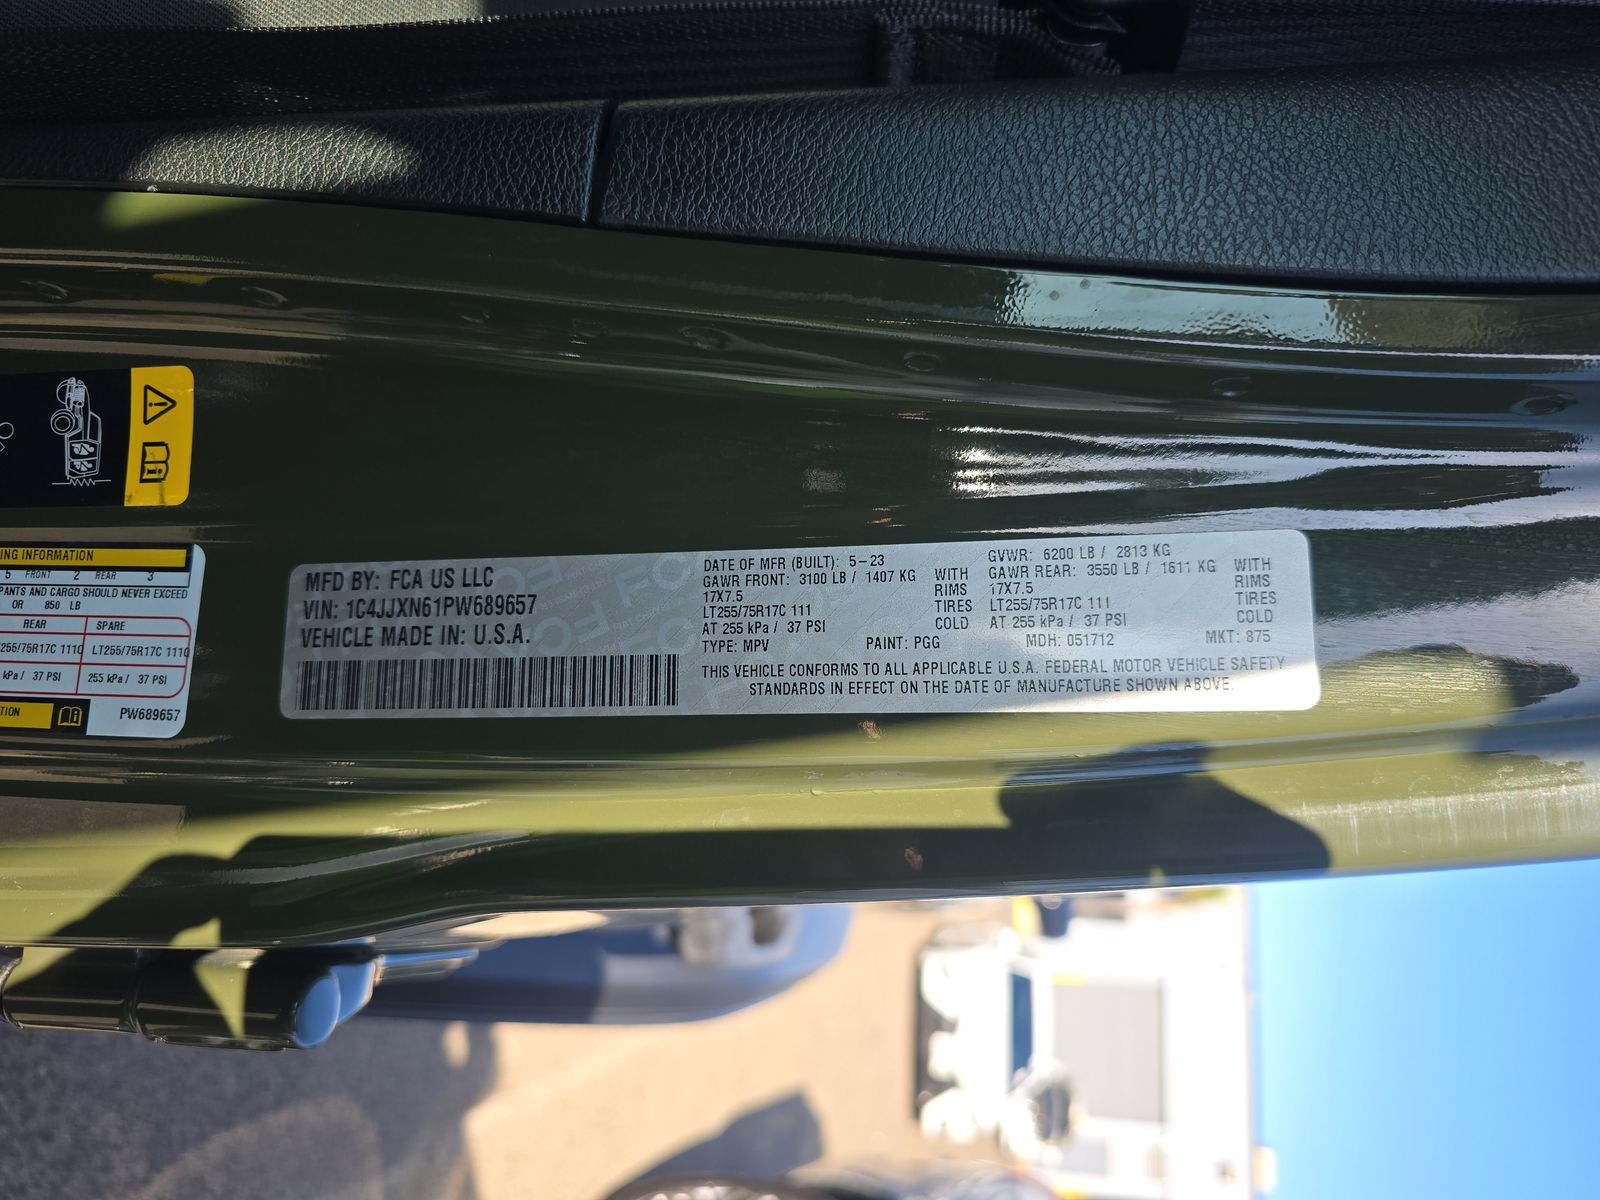 MFD BY: FCA US LLC
VIN: 1C4JJXN61PW689657
VEHICLE MADE IN: U.S.A.
DATE OF MFR (BUILT): 5-23
GAWR FRONT: 3100 LB / 1407 KG WITH
17X7.5 RIMS
LT255/75R17C 111 TIRES
AT 255 kPa / 37 PSI COLD
GVWR: 6200 LB / 2813 KG
GAWR REAR: 3550 LB / 1611 KG WITH
17X7.5 RIMS
LT255/75R17C 111 TIRES
AT 255 kPa / 37 PSI COLD
TYPE: MPV PAINT: PGG MDH: 051712 MKT: 875
THIS VEHICLE CONFORMS TO ALL APPLICABLE U.S.A. FEDERAL MOTOR VEHICLE SAFETY
STANDARDS IN EFFECT ON THE DATE OF MANUFACTURE SHOWN ABOVE.
INFORMATION
5 FRONT 2 REAR 3
AND CARGO SHOULD NEVER EXCEED
OR 850 LB
REAR SPARE
255/75R17C LT255/75R17C
kPa / 37 PSI 255 kPa / 37 PSI
PW689657